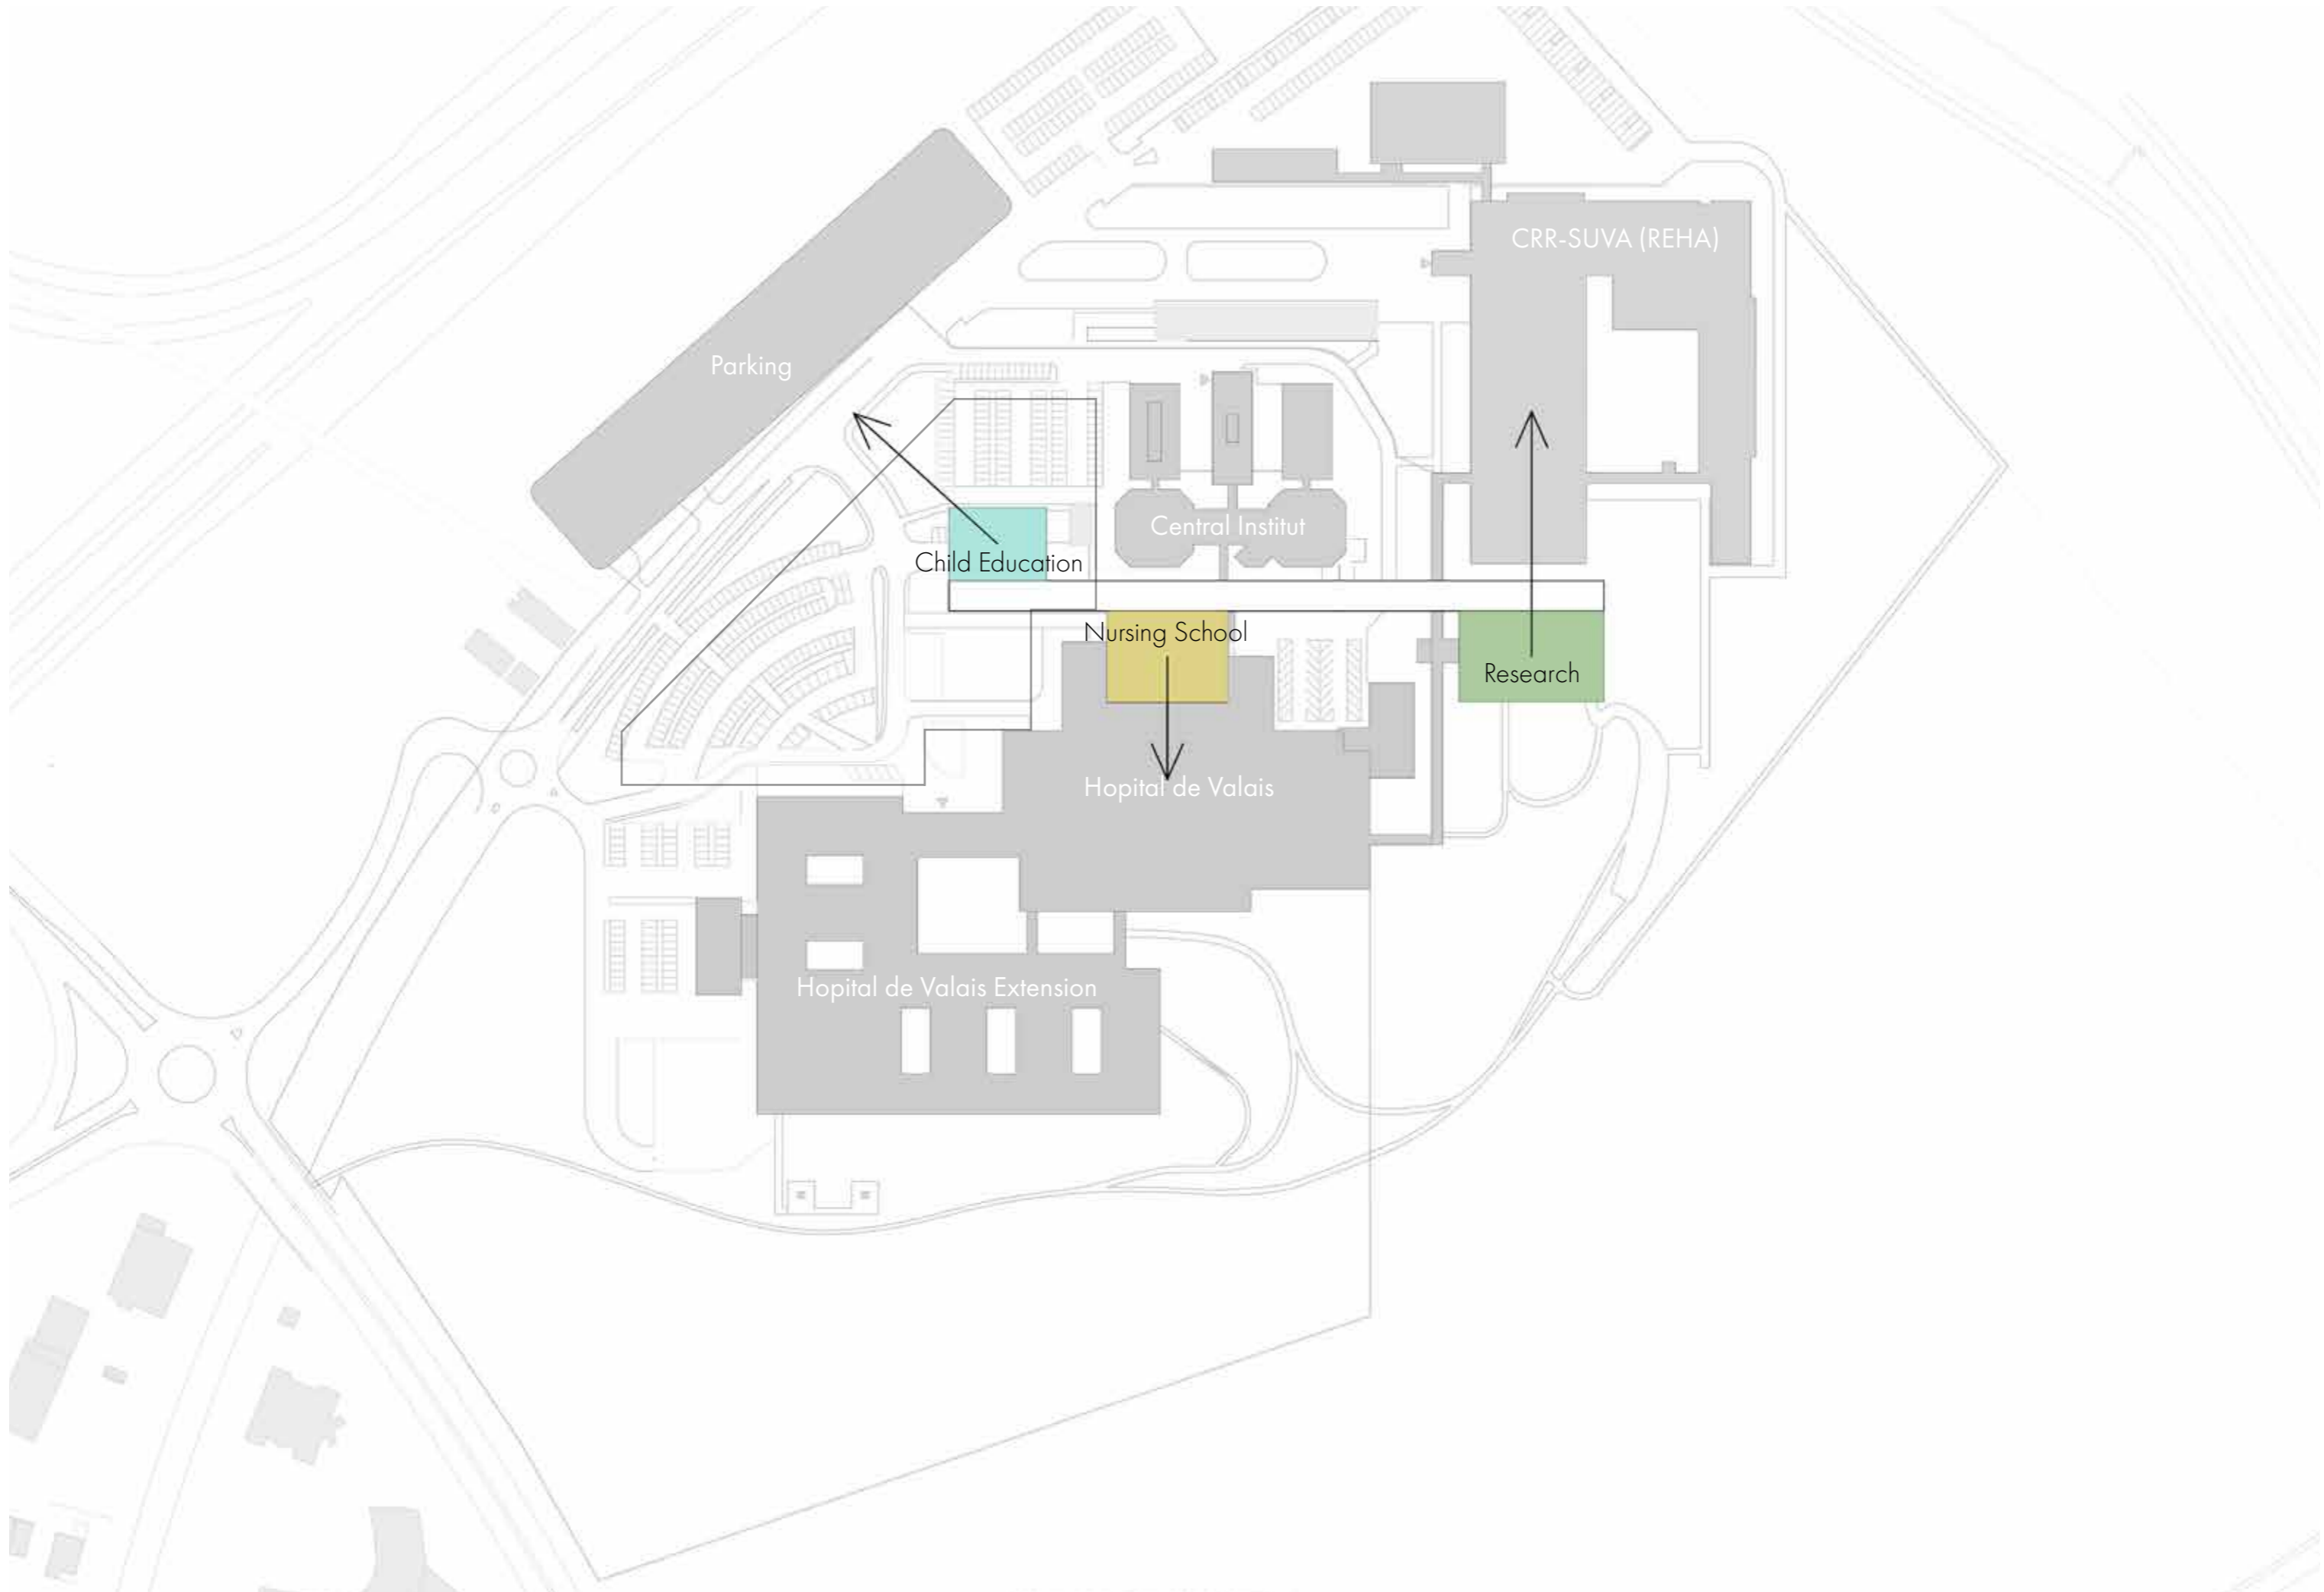 CRR-SUVA (REHA)
Parking
Central Institut
Child Education
Nursing School
Research
Hopital de Valais
Hopital de Valais Extension